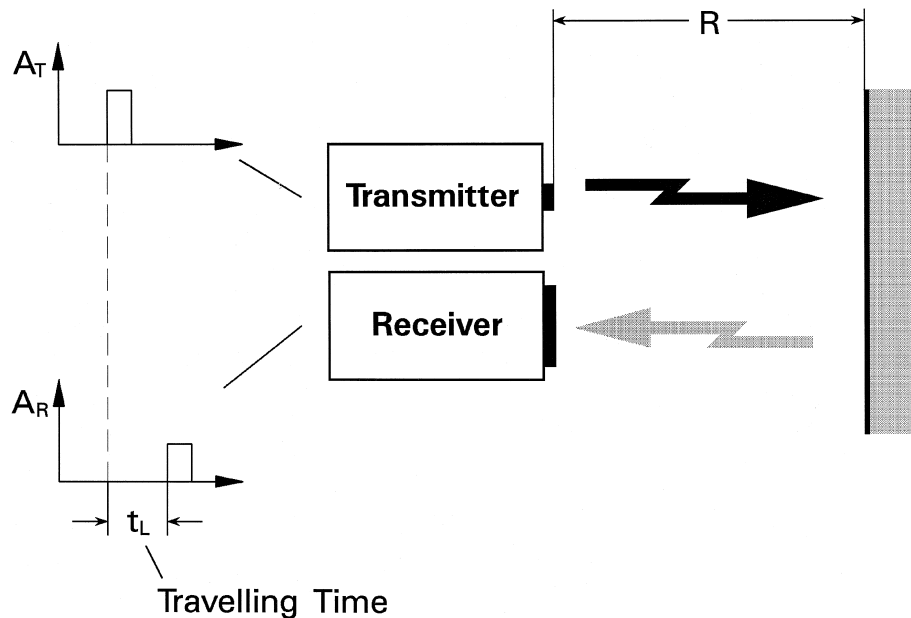 R
A_T
Transmitter
Receiver
A_R
t_L
Travelling Time